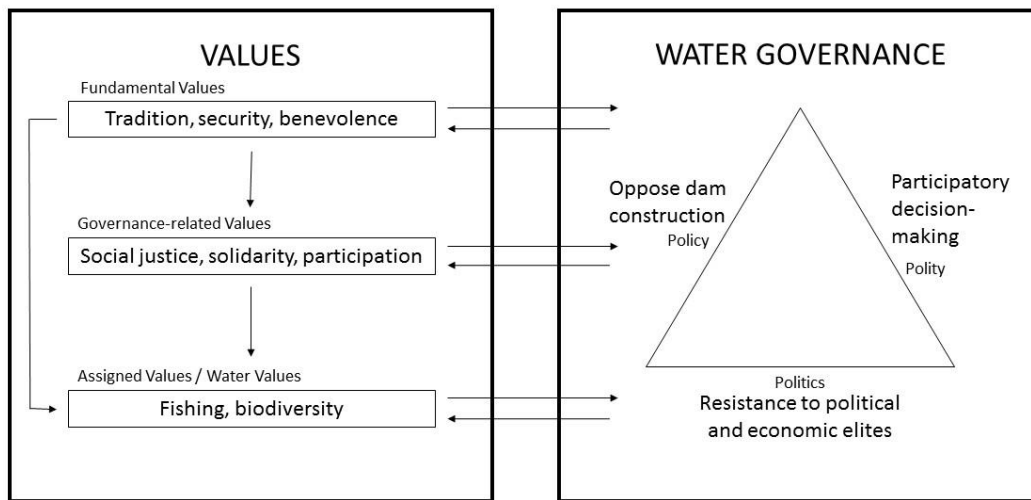 VALUES
Fundamental Values
Tradition, security, benevolence
Governance-related Values
Social justice, solidarity, participation
Assigned Values / Water Values
Fishing, biodiversity
WATER GOVERNANCE
Oppose dam
construction
Policy
Participatory
decision-
making
Polity
Politics
Resistance to political
and economic elites